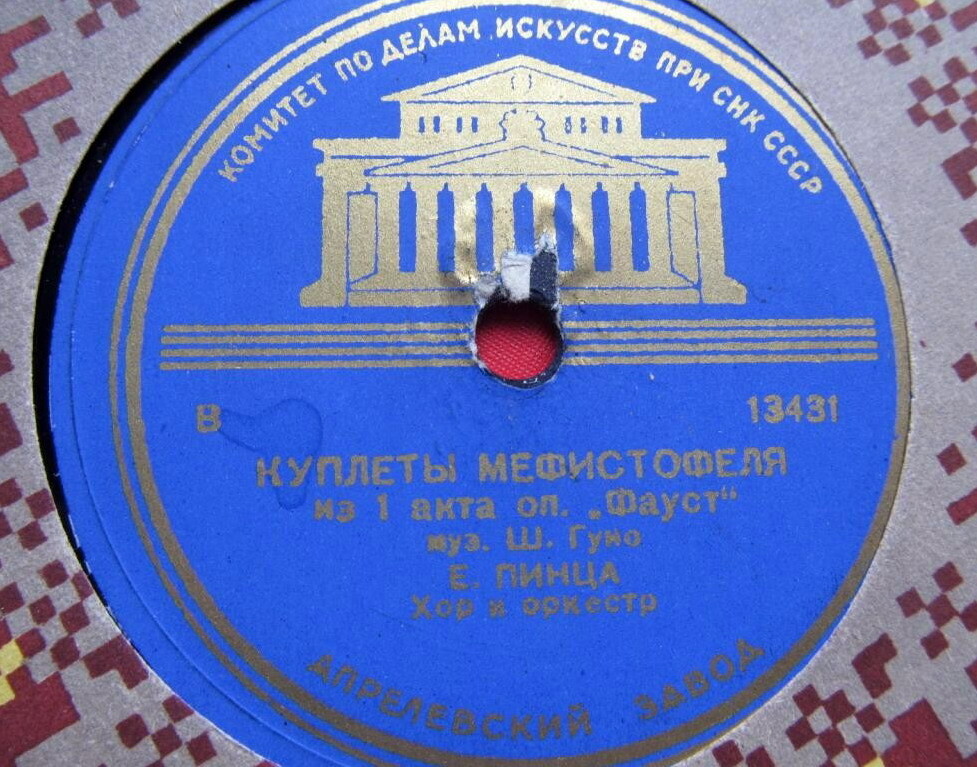 КОМИТЕТ ПО ДЕЛАМ ИСКУССТВ ПРИ СНК СССР
В 13431
КУПЛЕТЫ МЕФИСТОФЕЛЯ
из 1 акта оп. „Фауст“
муз. Ш. Гуно
Е. ПИНЦА
Хор и оркестр
АПРЕЛЕВСКИЙ ЗАВОД